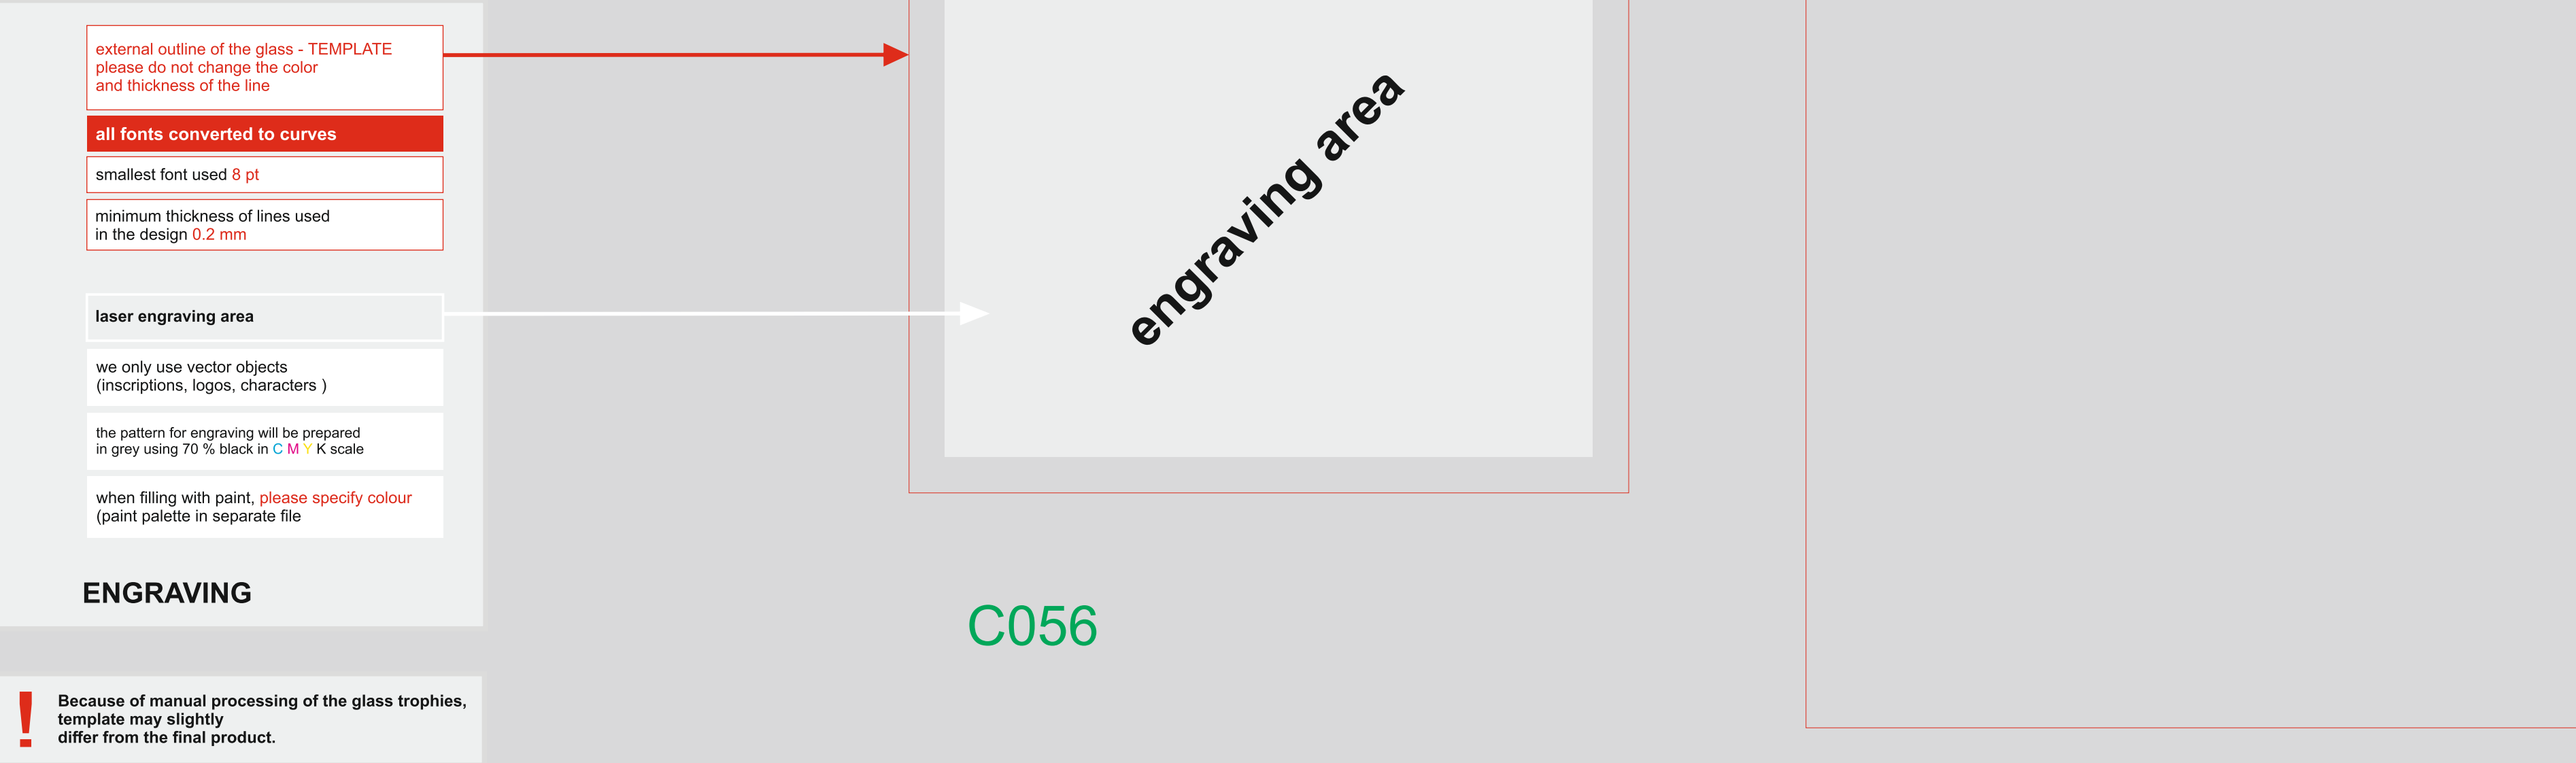 external outline of the glass - TEMPLATE
please do not change the color
and thickness of the line
all fonts converted to curves
smallest font used 8 pt
minimum thickness of lines used
in the design 0.2 mm
laser engraving area
we only use vector objects
(inscriptions, logos, characters )
the pattern for engraving will be prepared
in grey using 70 % black in C M Y K scale
when filling with paint, please specify colour
(paint palette in separate file
ENGRAVING
! Because of manual processing of the glass trophies,
template may slightly
differ from the final product.
engraving area
C056